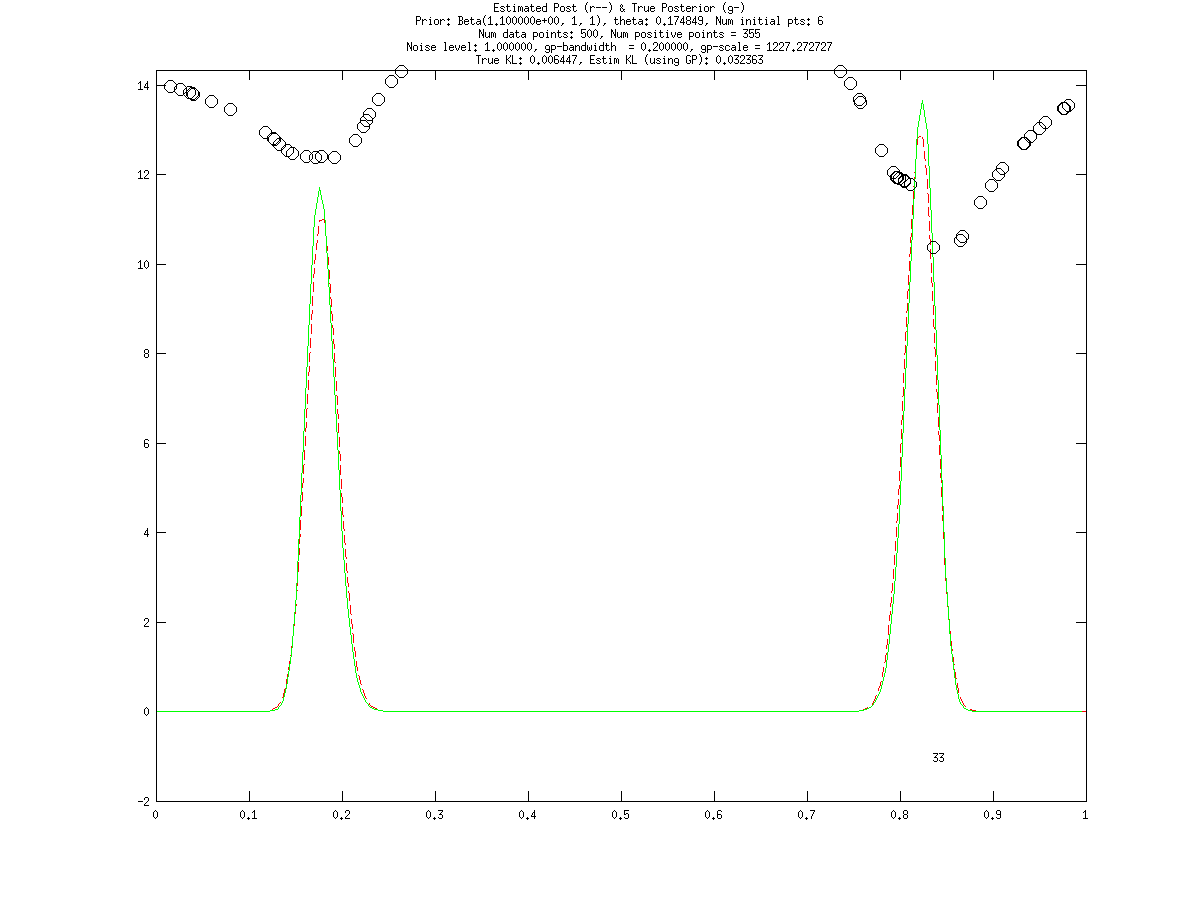 Estimated Post (r--) & True Posterior (g-)
Prior: Beta(1.100000e+00, 1, 1), theta: 0.174849, Num initial pts: 6
Num data points: 500, Num positive points = 355
Noise level: 1.000000, gp-bandwidth  = 0.200000, gp-scale = 1227.272727
True KL: 0.006447, Estim KL (using GP): 0.032363
14
12
10
8
6
4
2
0
33
-2
0 0.1 0.2 0.3 0.4 0.5 0.6 0.7 0.8 0.9 1